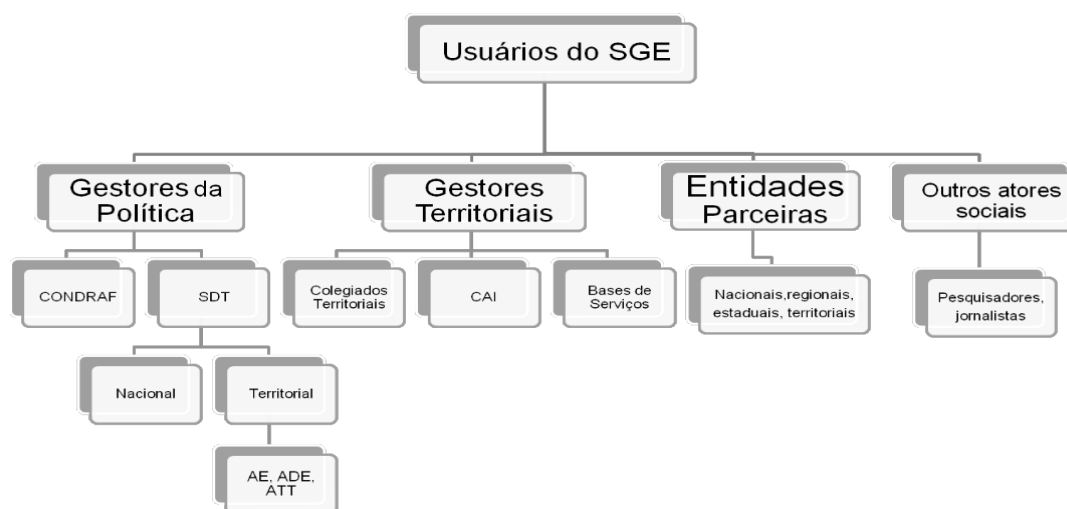 Usuários do SGE
Gestores da
Política
Gestores
Territoriais
Entidades
Parceiras
Outros atores
sociais
CONDRAF
SDT
Colegiados
Territoriais
CAI
Bases de
Serviços
Nacionais,regionais,
estaduais, territoriais
Pesquisadores,
jornalistas
Nacional
Territorial
AE, ADE,
ATT